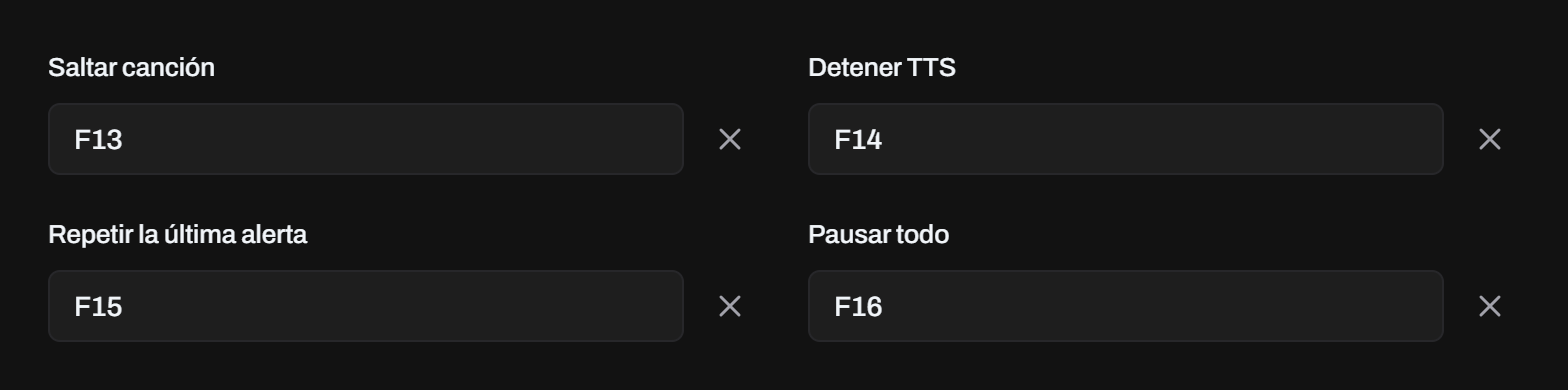 Saltar canción
Detener TTS
F13
F14
Repetir la última alerta
Pausar todo
F15
F16